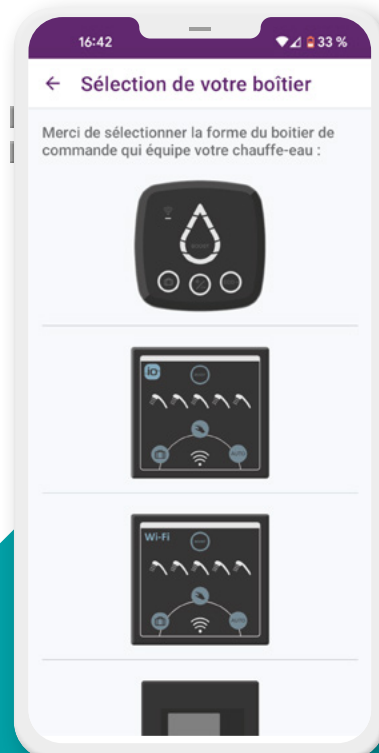 16:42
33 %
← Sélection de votre boîtier
Merci de sélectionner la forme du boitier de
commande qui équipe votre chauffe-eau :
io
AUTO
Wi-Fi
AUTO